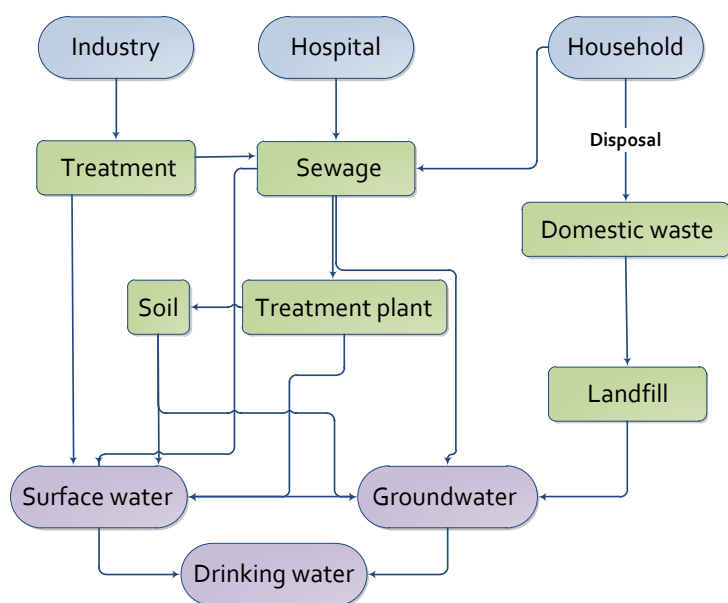 Industry
Hospital
Household
Disposal
Treatment
Sewage
Domestic waste
Soil
Treatment plant
Landfill
Surface water
Groundwater
Drinking water